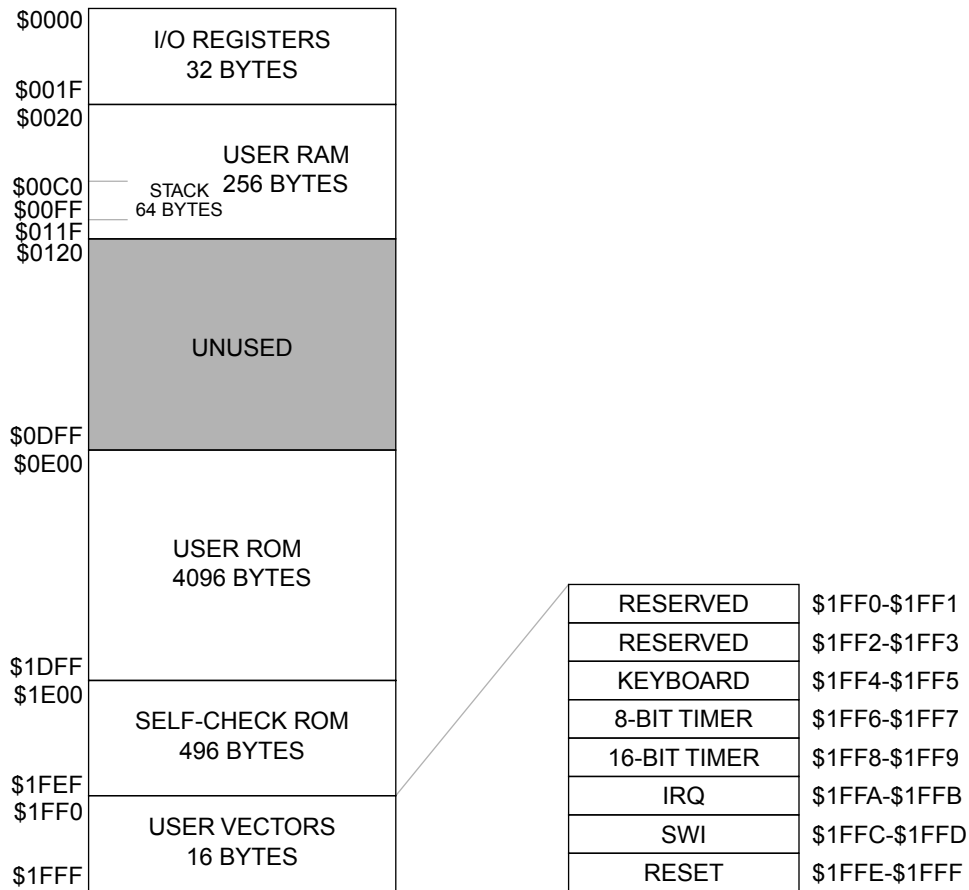 $0000
I/O REGISTERS
32 BYTES
$001F
$0020
USER RAM
256 BYTES
$00C0
STACK
64 BYTES
$00FF
$011F
$0120
UNUSED
$0DFF
$0E00
USER ROM
4096 BYTES
$1DFF
$1E00
SELF-CHECK ROM
496 BYTES
$1FEF
$1FF0
USER VECTORS
16 BYTES
$1FFF
RESERVED $1FF0-$1FF1
RESERVED $1FF2-$1FF3
KEYBOARD $1FF4-$1FF5
8-BIT TIMER $1FF6-$1FF7
16-BIT TIMER $1FF8-$1FF9
IRQ $1FFA-$1FFB
SWI $1FFC-$1FFD
RESET $1FFE-$1FFF